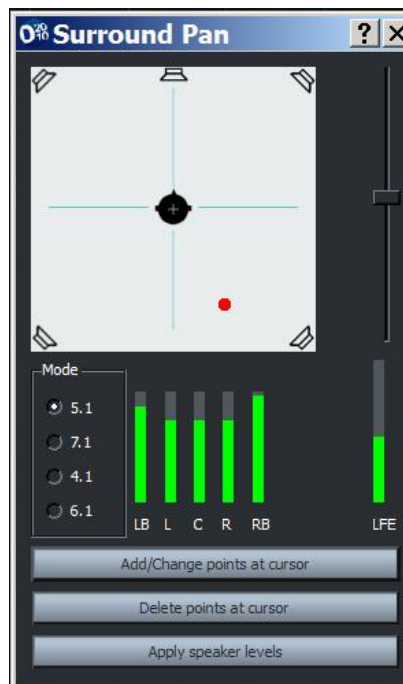 Surround Pan
Mode
5.1
7.1
4.1
6.1
LB L C R RB LFE
Add/Change points at cursor
Delete points at cursor
Apply speaker levels